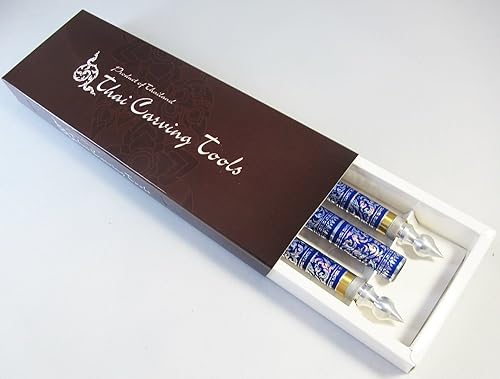 Product of Thailand
Thai Carving Tools